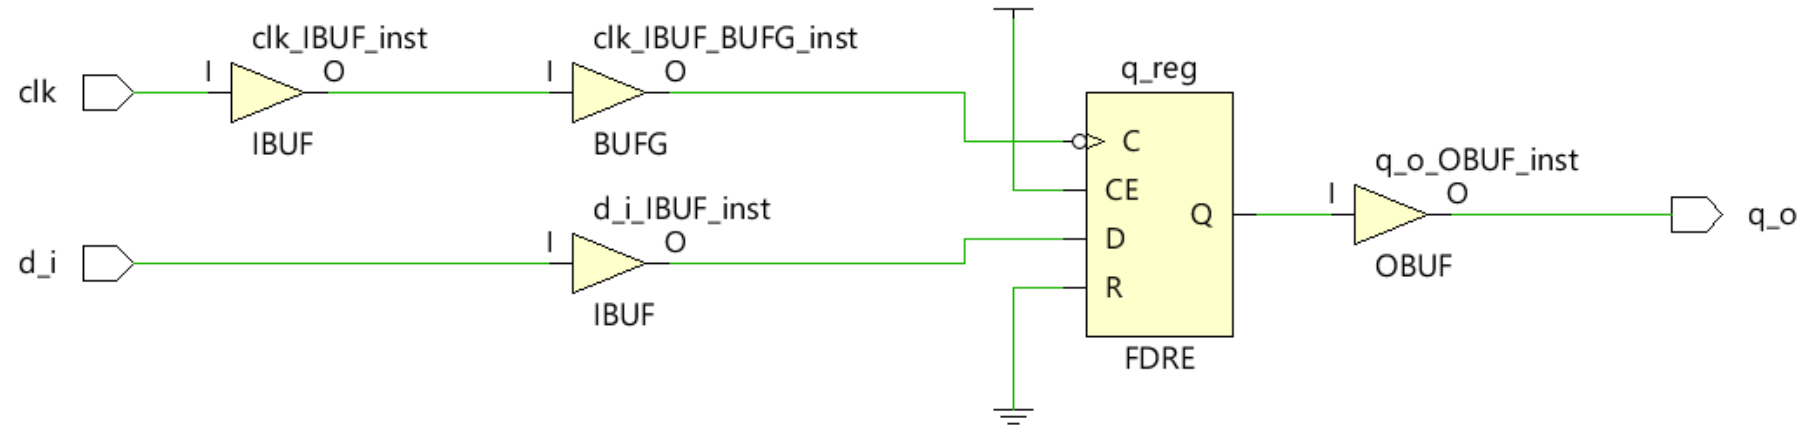 clk
I
clk_IBUF_inst
O
IBUF
I
clk_IBUF_BUFG_inst
O
BUFG
d_i
I
d_i_IBUF_inst
O
IBUF
q_reg
C
CE
D
R
Q
FDRE
I
q_o_OBUF_inst
O
OBUF
q_o